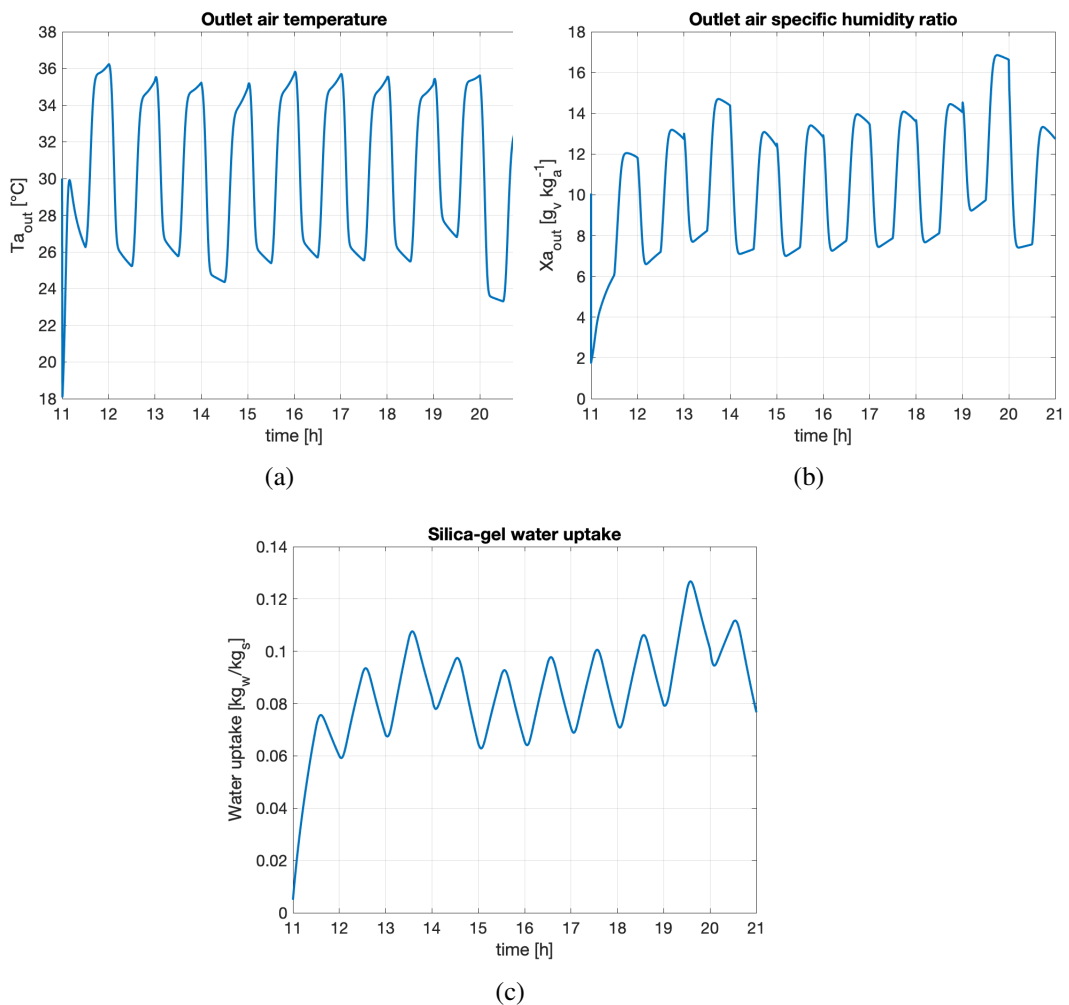 Outlet air temperature
38
36
34
32
30
28
26
24
22
20
18
Ta_out [°C]
11 12 13 14 15 16 17 18 19 20
time [h]
(a)
Outlet air specific humidity ratio
18
16
14
12
10
8
6
4
2
0
Xa_out [g_v kg_a^-1]
11 12 13 14 15 16 17 18 19 20 21
time [h]
(b)
Silica-gel water uptake
0.14
0.12
0.1
0.08
0.06
0.04
0.02
0
Water uptake [kg_w/kg_s]
11 12 13 14 15 16 17 18 19 20 21
time [h]
(c)